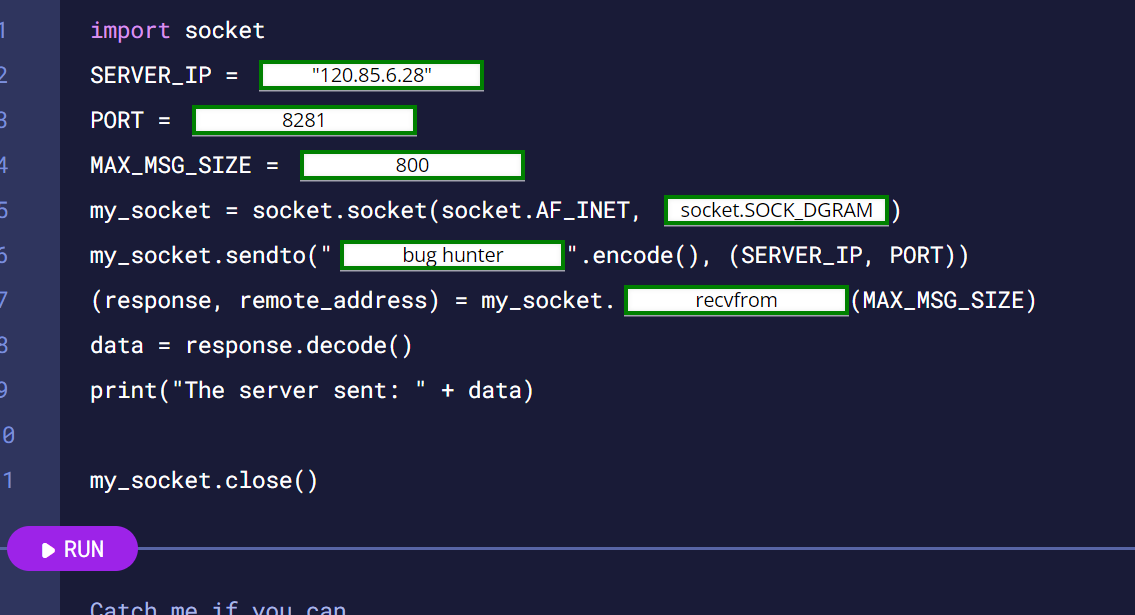 1 import socket
2 SERVER_IP = "120.85.6.28"
3 PORT = 8281
4 MAX_MSG_SIZE = 800
5 my_socket = socket.socket(socket.AF_INET, socket.SOCK_DGRAM)
6 my_socket.sendto("bug hunter".encode(), (SERVER_IP, PORT))
7 (response, remote_address) = my_socket.recvfrom(MAX_MSG_SIZE)
8 data = response.decode()
9 print("The server sent: " + data)
0
1 my_socket.close()
RUN
Catch me if you can